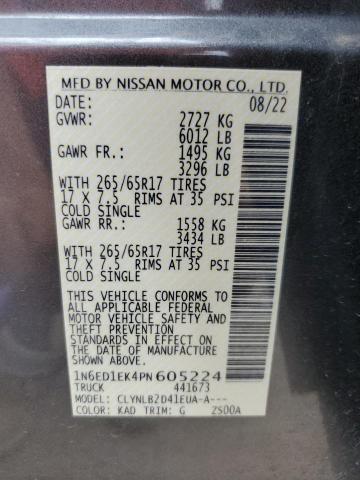 MFD BY NISSAN MOTOR CO., LTD.
DATE: 08/22
GVWR: 2727 KG
6012 LB
GAWR FR.: 1495 KG
3296 LB
WITH 265/65R17 TIRES
17 X 7.5 RIMS AT 35 PSI
COLD SINGLE
GAWR RR.: 1558 KG
3434 LB
WITH 265/65R17 TIRES
17 X 7.5 RIMS AT 35 PSI
COLD SINGLE
THIS VEHICLE CONFORMS TO
ALL APPLICABLE FEDERAL
MOTOR VEHICLE SAFETY
STANDARDS IN EFFECT ON
THE DATE OF MANUFACTURE
SHOWN ABOVE.
1N6ED1EK4PN605224
TRUCK 441673
MODEL: CLYNLB2D41EUA-A---
COLOR: KAD TRIM: G Z500A